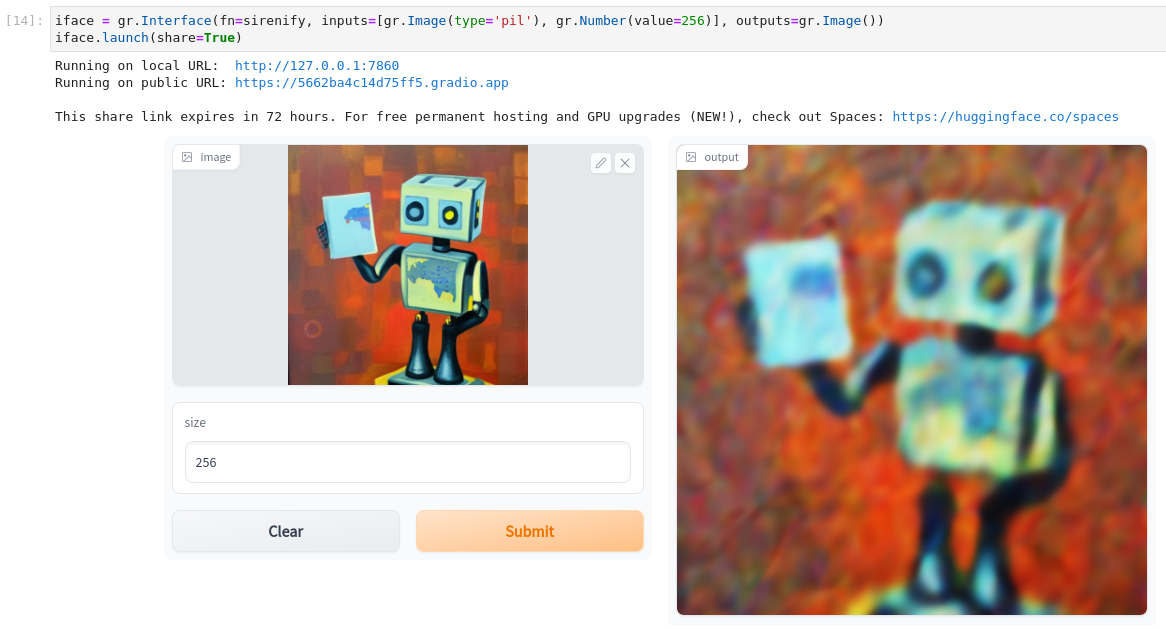 [14]: iface = gr.Interface(fn=sirenify, inputs=[gr.Image(type='pil'), gr.Number(value=256)], outputs=gr.Image())
iface.launch(share=True)
Running on local URL:  http://127.0.0.1:7860
Running on public URL: https://5662ba4c14d75ff5.gradio.app
This share link expires in 72 hours. For free permanent hosting and GPU upgrades (NEW!), check out Spaces: https://huggingface.co/spaces
image
output
size
256
Clear
Submit